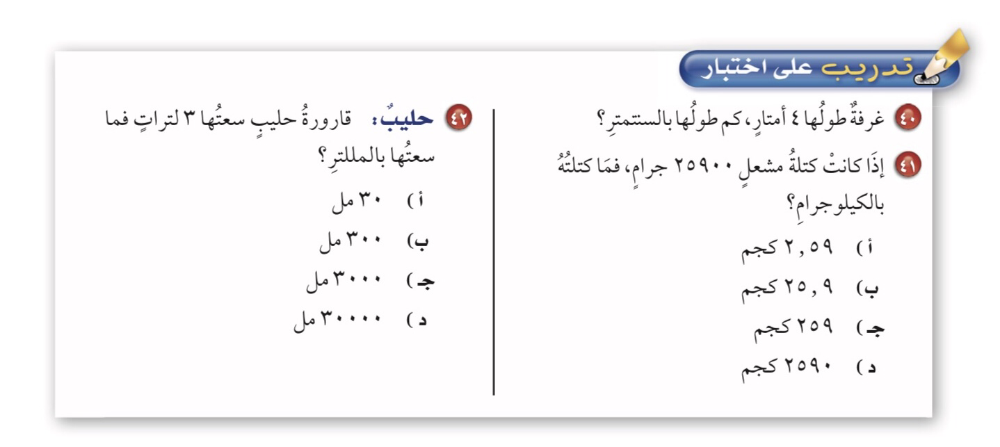 تدريب على اختبار
٤٠ غرفةٌ طولُها ٤ أمتارٍ، كم طولُها بالسنتمترِ؟
٤١ إذَا كانتْ كتلةُ مشعلٍ ٢٥٩٠٠ جرامٍ، فمَا كتلتُهُ
بالكيلوجرامِ؟
أ) ٢,٥٩ كجم
ب) ٢٥,٩ كجم
جـ) ٢٥٩ كجم
د) ٢٥٩٠ كجم
٤٢ حليبٌ: قارورةُ حليبٍ سعتُها ٣ لتراتٍ فما
سعتُها بالمللترِ؟
أ) ٣٠ مل
ب) ٣٠٠ مل
جـ) ٣٠٠٠ مل
د) ٣٠٠٠٠ مل